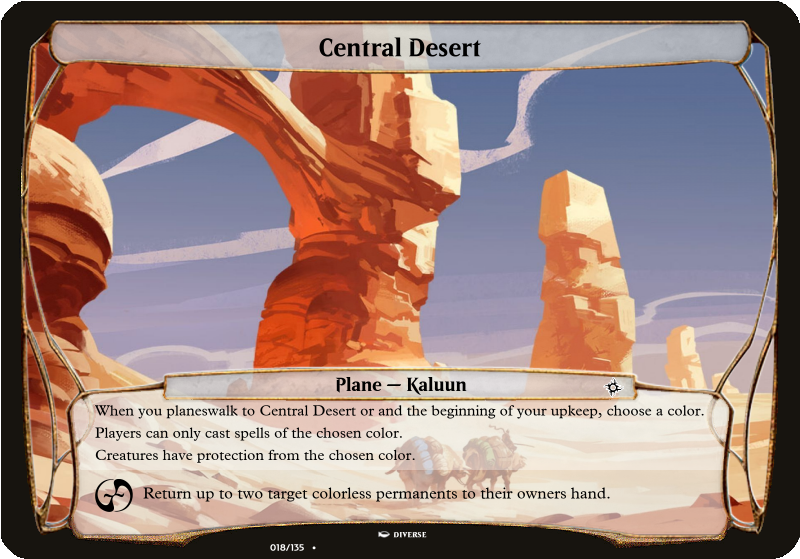 Central Desert
Plane — Kaluun
When you planeswalk to Central Desert or and the beginning of your upkeep, choose a color.
Players can only cast spells of the chosen color.
Creatures have protection from the chosen color.
Return up to two target colorless permanents to their owners hand.
DIVERSE
018/135 •